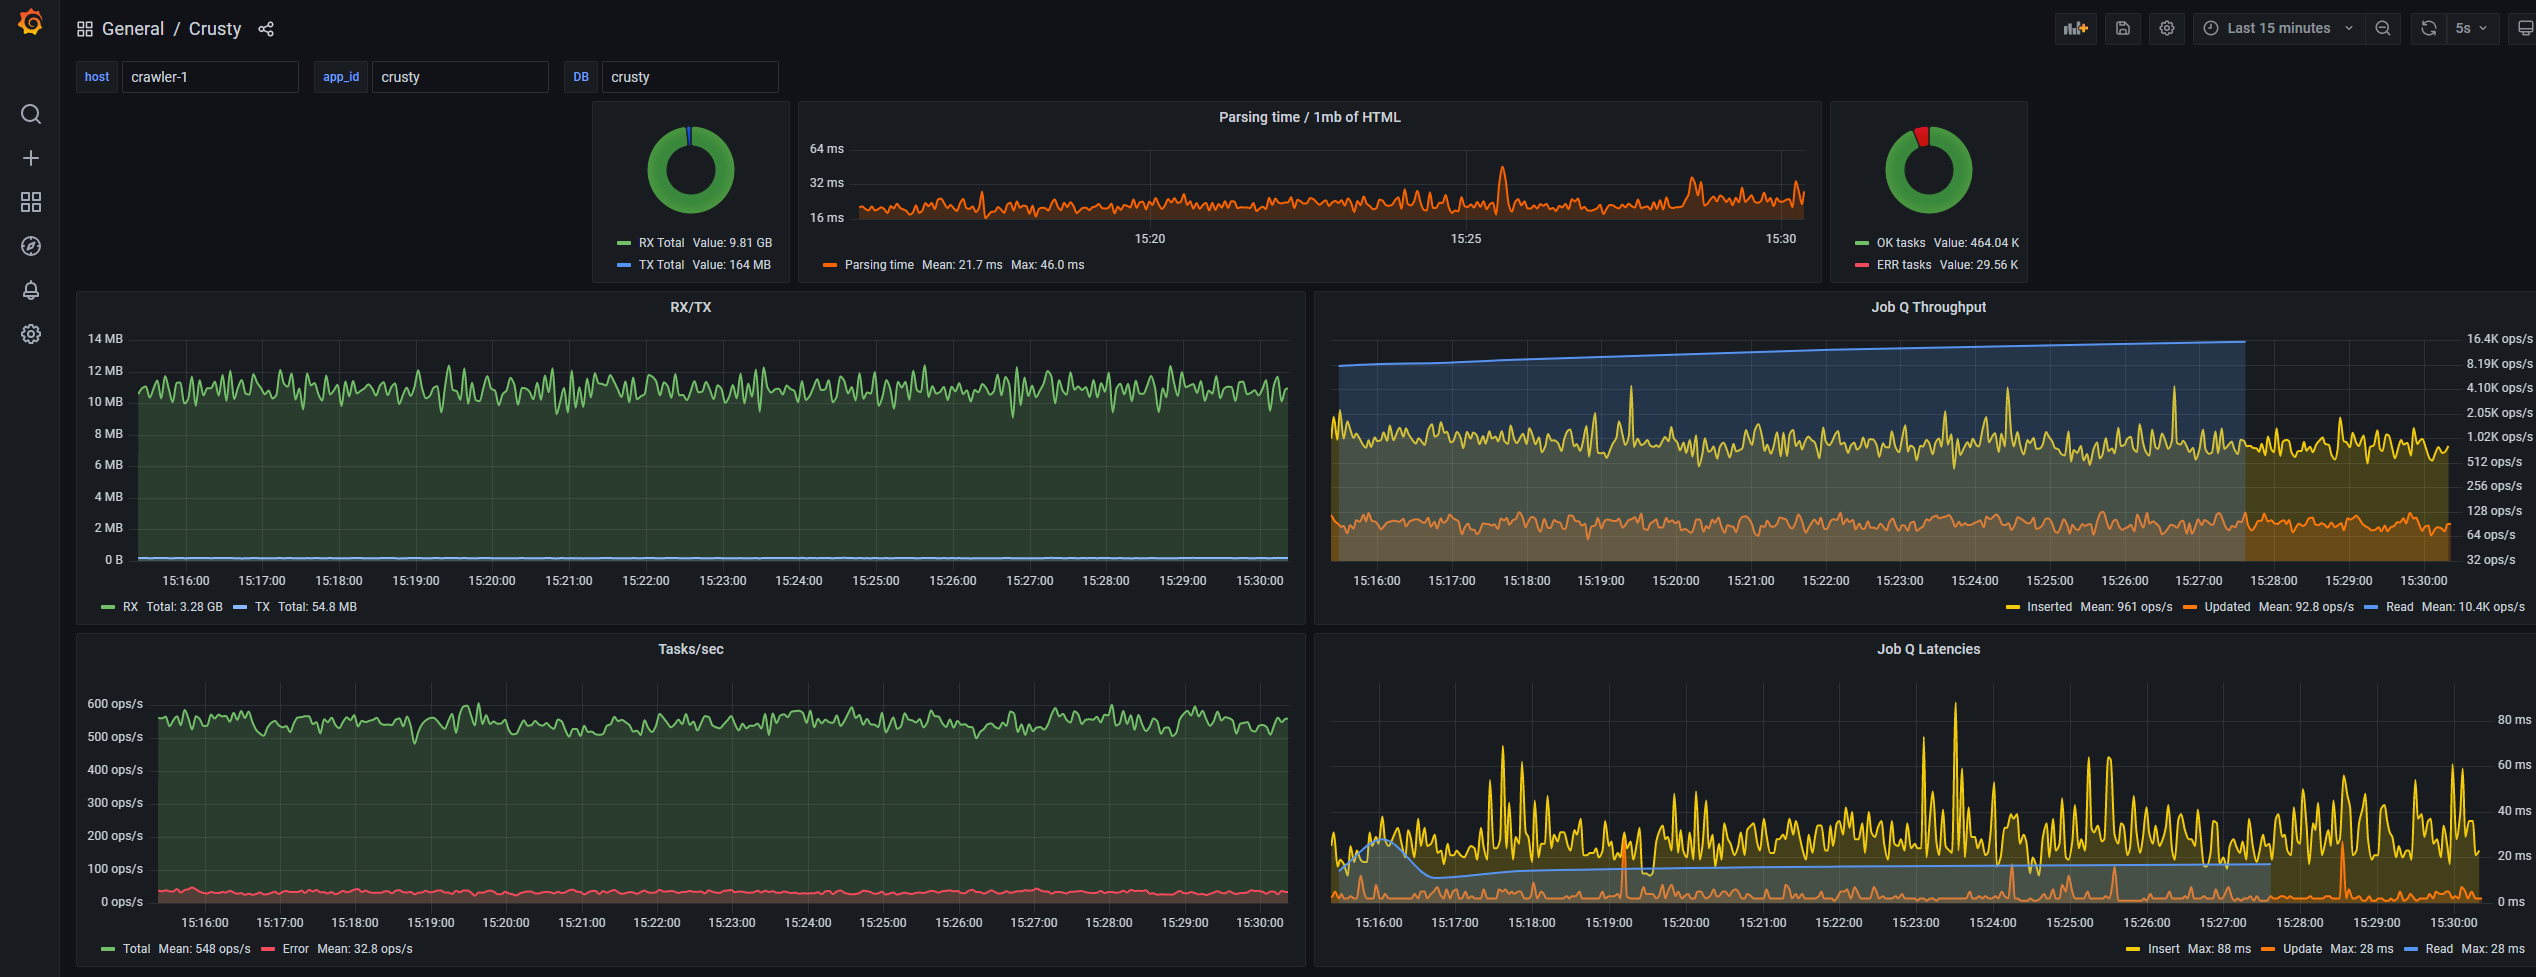 General / Crusty
Last 15 minutes
5s
host crawler-1 app_id crusty DB crusty
RX Total Value: 9.81 GB
TX Total Value: 164 MB
Parsing time / 1mb of HTML
64 ms
32 ms
16 ms
15:20 15:25 15:30
Parsing time Mean: 21.7 ms Max: 46.0 ms
OK tasks Value: 464.04 K
ERR tasks Value: 29.56 K
RX/TX
14 MB
12 MB
10 MB
8 MB
6 MB
4 MB
2 MB
0 B
15:16:00 15:17:00 15:18:00 15:19:00 15:20:00 15:21:00 15:22:00 15:23:00 15:24:00 15:25:00 15:26:00 15:27:00 15:28:00 15:29:00 15:30:00
RX Total: 3.28 GB TX Total: 54.8 MB
Job Q Throughput
16.4K ops/s
8.19K ops/s
4.10K ops/s
2.05K ops/s
1.02K ops/s
512 ops/s
256 ops/s
128 ops/s
64 ops/s
32 ops/s
15:16:00 15:17:00 15:18:00 15:19:00 15:20:00 15:21:00 15:22:00 15:23:00 15:24:00 15:25:00 15:26:00 15:27:00 15:28:00 15:29:00 15:30:00
Inserted Mean: 961 ops/s Updated Mean: 92.8 ops/s Read Mean: 10.4K ops/s
Tasks/sec
600 ops/s
500 ops/s
400 ops/s
300 ops/s
200 ops/s
100 ops/s
0 ops/s
15:16:00 15:17:00 15:18:00 15:19:00 15:20:00 15:21:00 15:22:00 15:23:00 15:24:00 15:25:00 15:26:00 15:27:00 15:28:00 15:29:00 15:30:00
Total Mean: 548 ops/s Error Mean: 32.8 ops/s
Job Q Latencies
80 ms
60 ms
40 ms
20 ms
0 ms
15:16:00 15:17:00 15:18:00 15:19:00 15:20:00 15:21:00 15:22:00 15:23:00 15:24:00 15:25:00 15:26:00 15:27:00 15:28:00 15:29:00 15:30:00
Insert Max: 88 ms Update Max: 28 ms Read Max: 28 ms